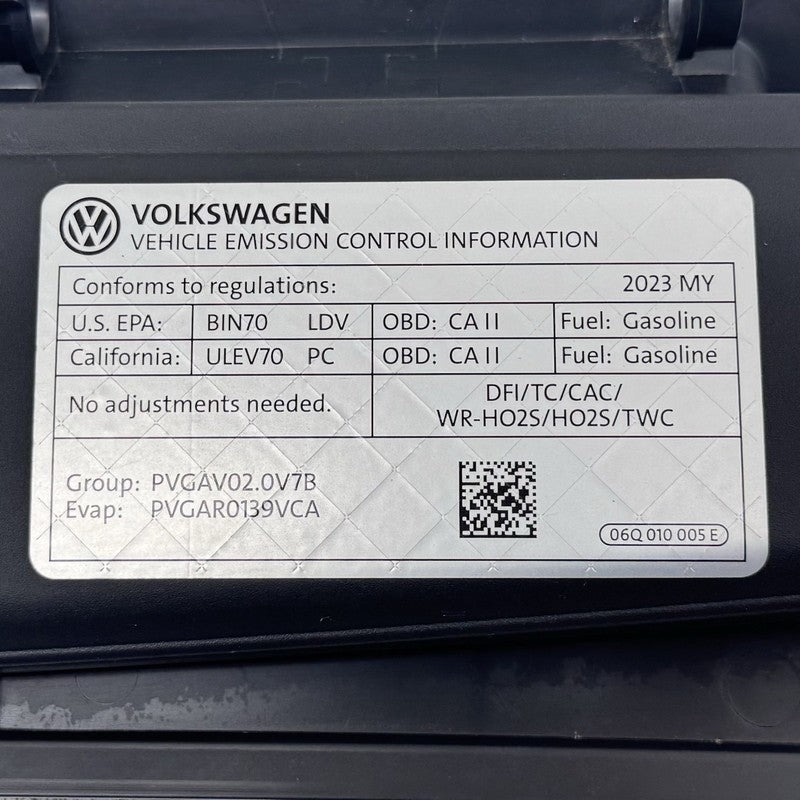 VOLKSWAGEN
VEHICLE EMISSION CONTROL INFORMATION
Conforms to regulations: 2023 MY
U.S. EPA: BIN70 LDV OBD: CA II Fuel: Gasoline
California: ULEV70 PC OBD: CA II Fuel: Gasoline
No adjustments needed.
DFI/TC/CAC/
WR-HO2S/HO2S/TWC
Group: PVGAV02.0V7B
Evap: PVGAR0139VCA
06Q 010 005 E